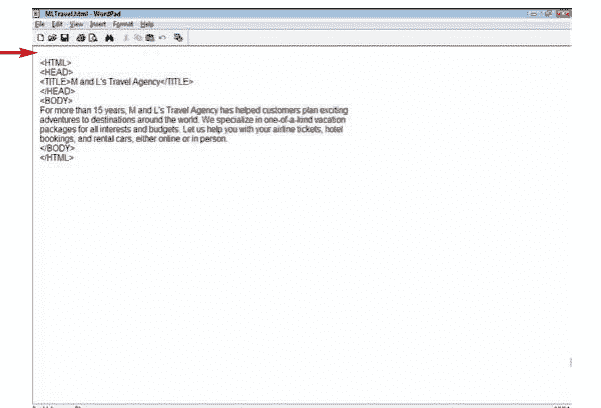 MLTravel.html - WordPad
File Edit View Insert Format Help
<HTML>
<HEAD>
<TITLE>M and L's Travel Agency</TITLE>
</HEAD>
<BODY>
For more than 15 years, M and L's Travel Agency has helped customers plan exciting
adventures to destinations around the world. We specialize in one-of-a-kind vacation
packages for all interests and budgets. Let us help you with your airline tickets, hotel
bookings, and rental cars, either online or in person.
</BODY>
</HTML>